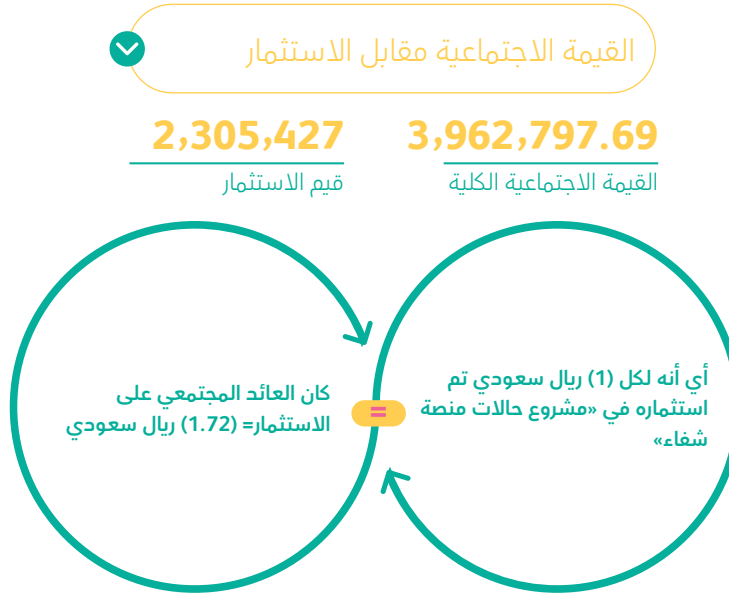 القيمة الاجتماعية مقابل الاستثمار
3,962,797.69
القيمة الاجتماعية الكلية
2,305,427
قيم الاستثمار
أي أنه لكل (1) ريال سعودي تم
استثماره في «مشروع حالات منصة
شفاء»
=
كان العائد المجتمعي على
الاستثمار= (1.72) ريال سعودي